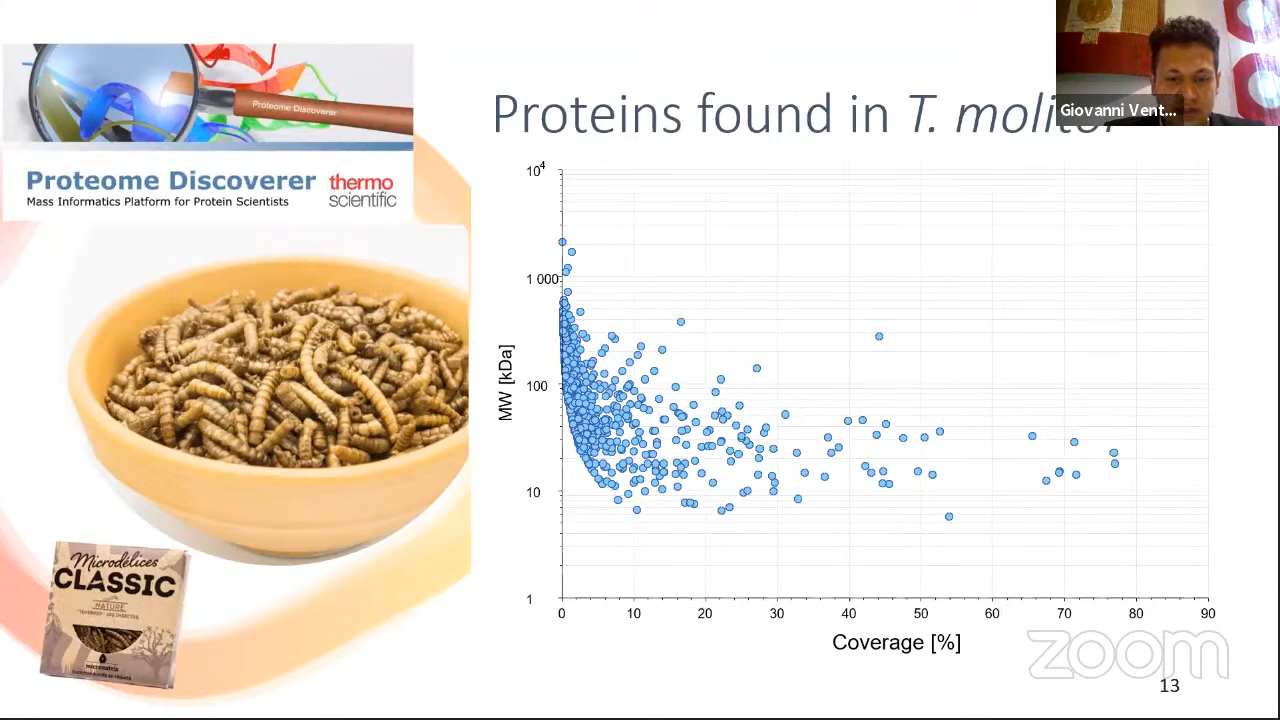 Giovanni Vent...
Proteome Discoverer
Proteins found in T. molitor
Proteome Discoverer
Mass Informatics Platform for Protein Scientists
thermo
scientific
10⁴
1 000
100
10
1
MW [kDa]
0 10 20 30 40 50 60 70 80 90
Coverage [%]
Microdélices
CLASSIC
NATURE
micronutris
zoom
13